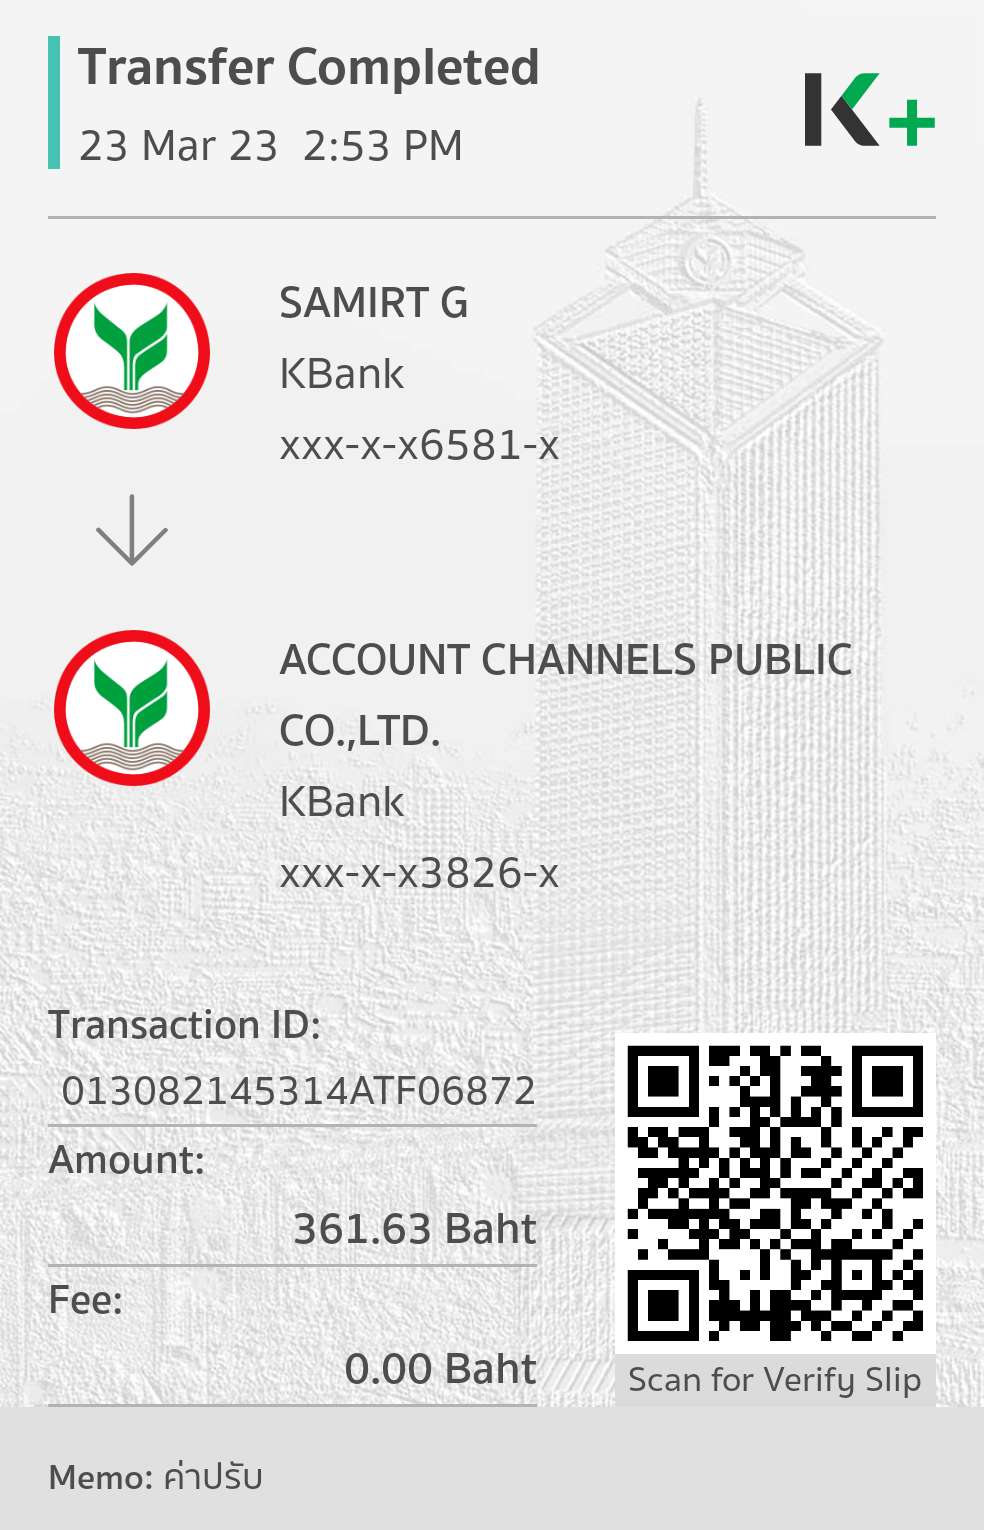 Transfer Completed
23 Mar 23 2:53 PM
K+
SAMIRT G
KBank
xxx-x-x6581-x
ACCOUNT CHANNELS PUBLIC
CO.,LTD.
KBank
xxx-x-x3826-x
Transaction ID:
013082145314ATF06872
Amount:
361.63 Baht
Fee:
0.00 Baht
Scan for Verify Slip
Memo: ค่าปรับ